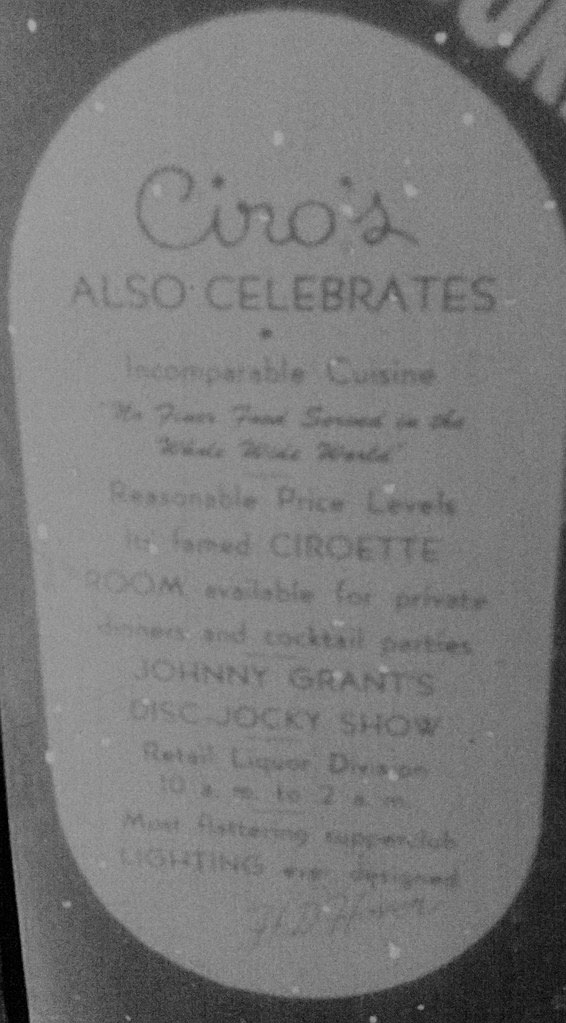 Ciro's
ALSO·CELEBRATES
Incomparable Cuisine
"No Finer Food Served in the
Whole Wide World"
Reasonable Price Levels
Its famed CIROETTE
ROOM available for private
dinners and cocktail parties
JOHNNY GRANT'S
DISC-JOCKY SHOW
Retail Liquor Division
10 a. m. to 2 a. m.
Most flattering supperclub
LIGHTING ever designed
H.D. Hover